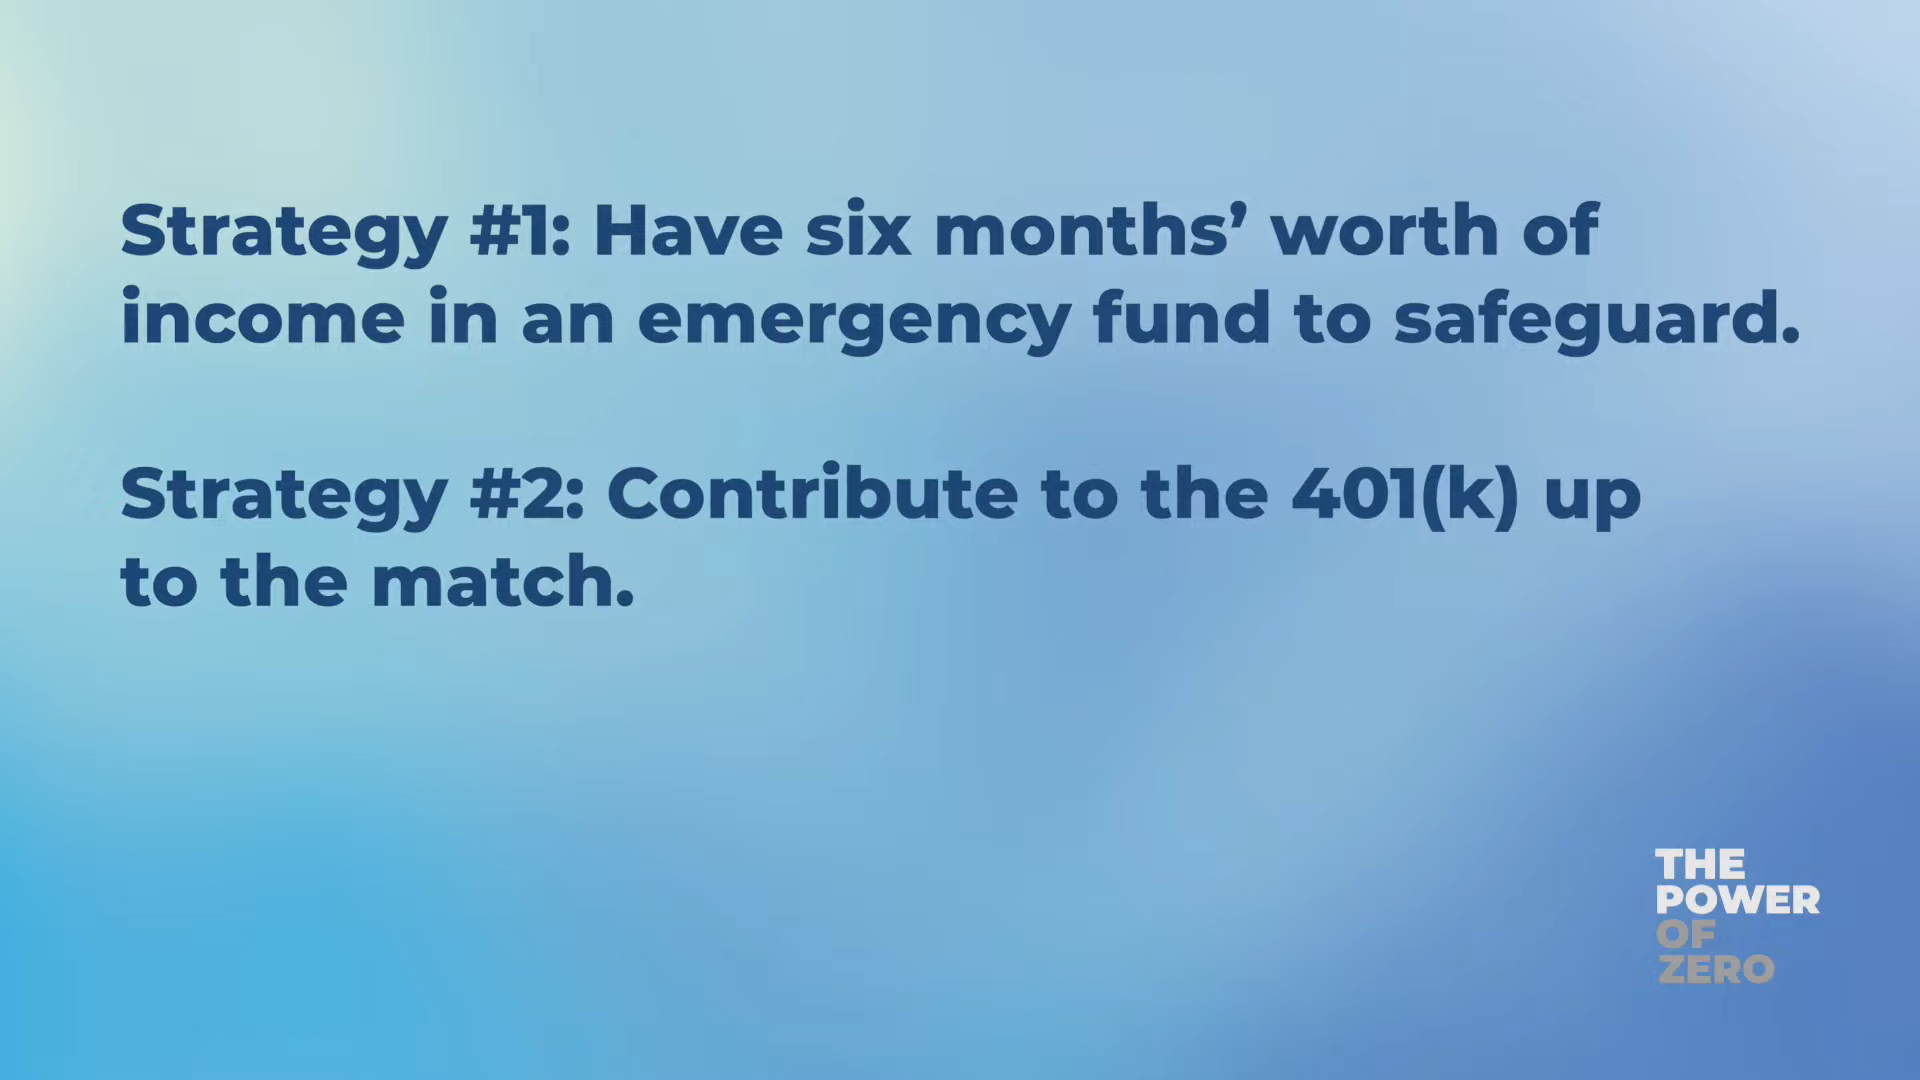 Strategy #1: Have six months’ worth of
income in an emergency fund to safeguard.
Strategy #2: Contribute to the 401(k) up
to the match.
THE
POWER
OF
ZERO